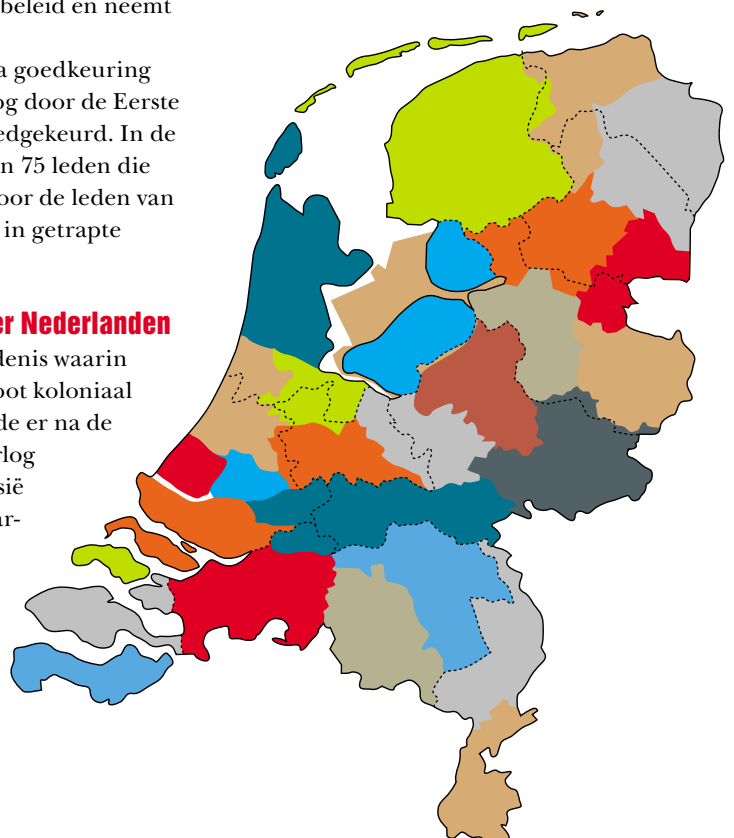 beleid en neemt
a goedkeuring
og door de Eerste
edgekeurd. In de
n 75 leden die
oor de leden van
in getrapte
er Nederlanden
denis waarin
oot koloniaal
de er na de
rlog
sië
ar-